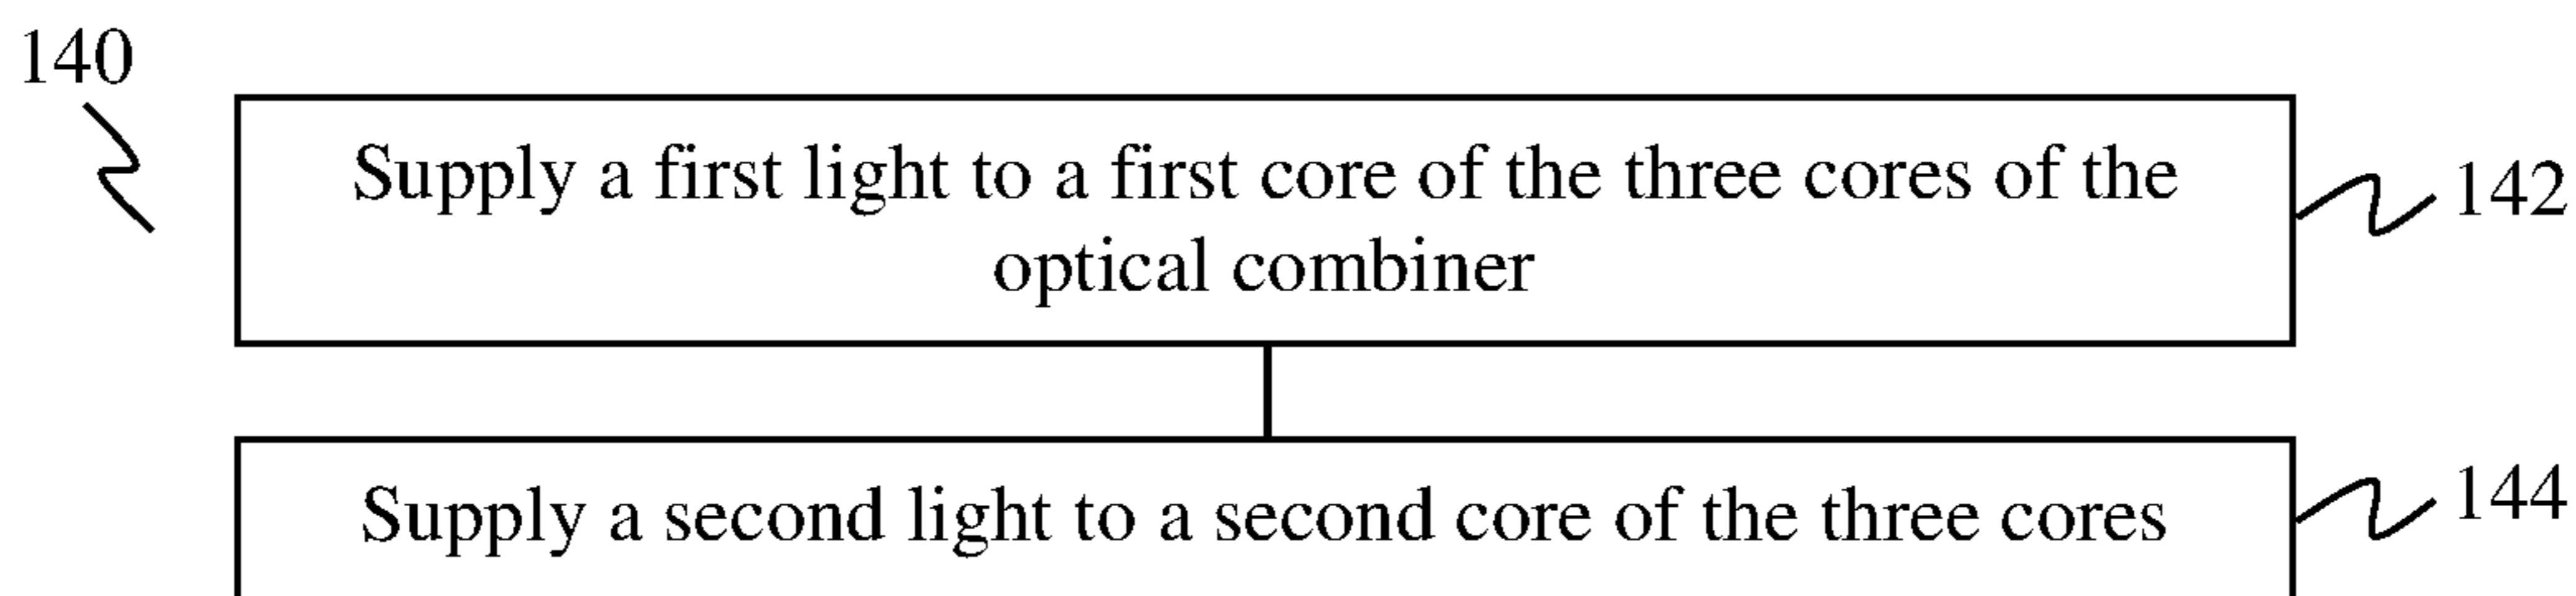 140
Supply a first light to a first core of the three cores of the
optical combiner
142
Supply a second light to a second core of the three cores
144